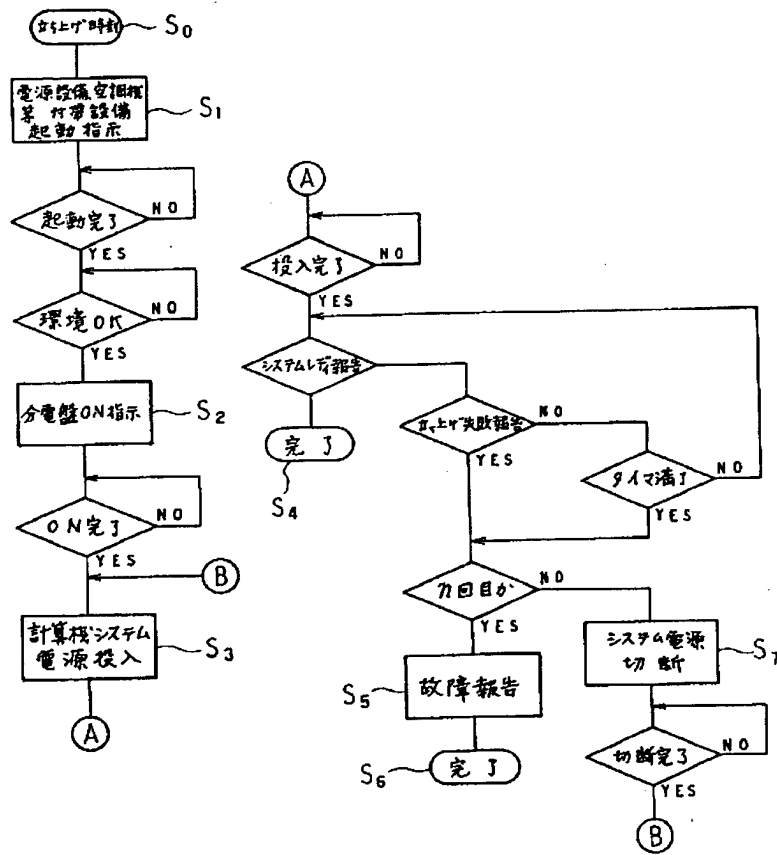 立ち上げ時刻
S0
電源設備空調機
等 付帯設備
起動指示
S1
起動完了
NO
YES
環境OK
NO
YES
分電盤ON指示
S2
ON完了
NO
YES
B
計算機システム
電源投入
S3
A
A
投入完了
NO
YES
システムレディ報告
完了
S4
立上げ失敗報告
NO
YES
タイマ満了
NO
YES
n回目か
NO
YES
故障報告
S5
完了
S6
システム電源
切断
S7
切断完了
NO
YES
B